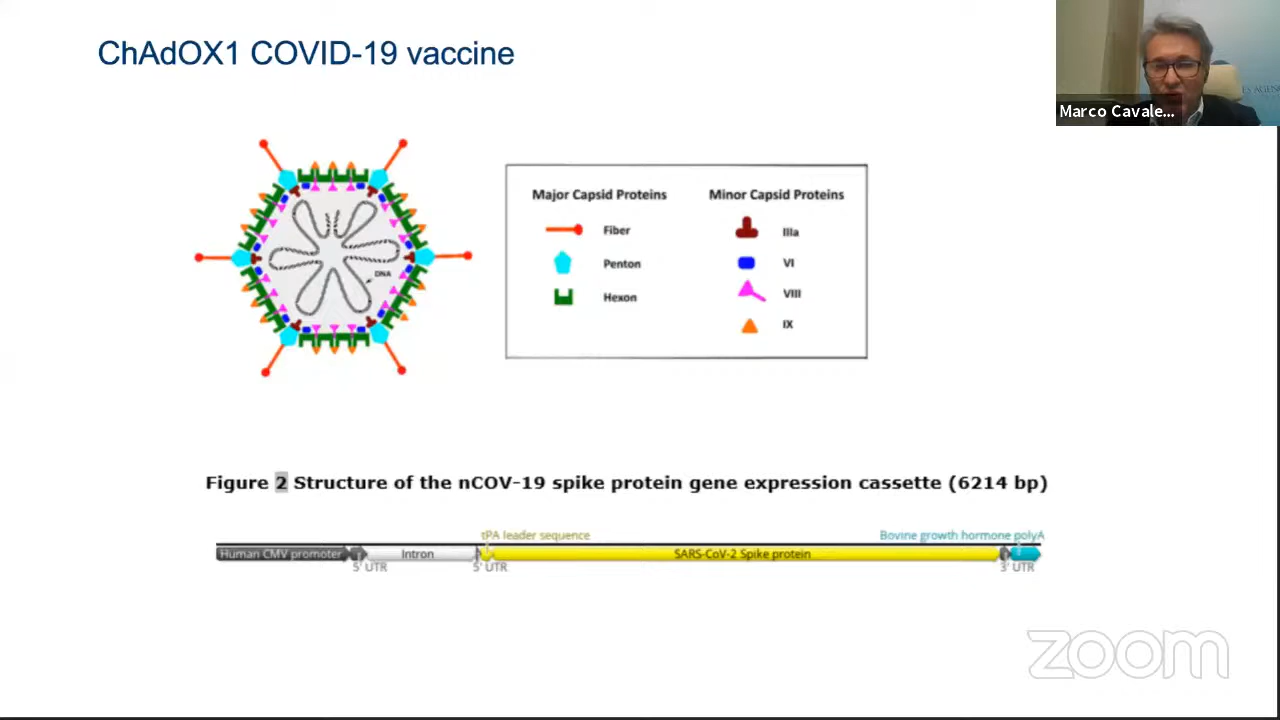 ChAdOX1 COVID-19 vaccine
Marco Cavale...
Major Capsid Proteins
Minor Capsid Proteins
Fiber
IIIa
Penton
VI
Hexon
VIII
IX
DNA
Figure 2 Structure of the nCOV-19 spike protein gene expression cassette (6214 bp)
tPA leader sequence
Bovine growth hormone polyA
Human CMV promoter
Intron
SARS-CoV-2 Spike protein
5' UTR
5' UTR
3' UTR
zoom